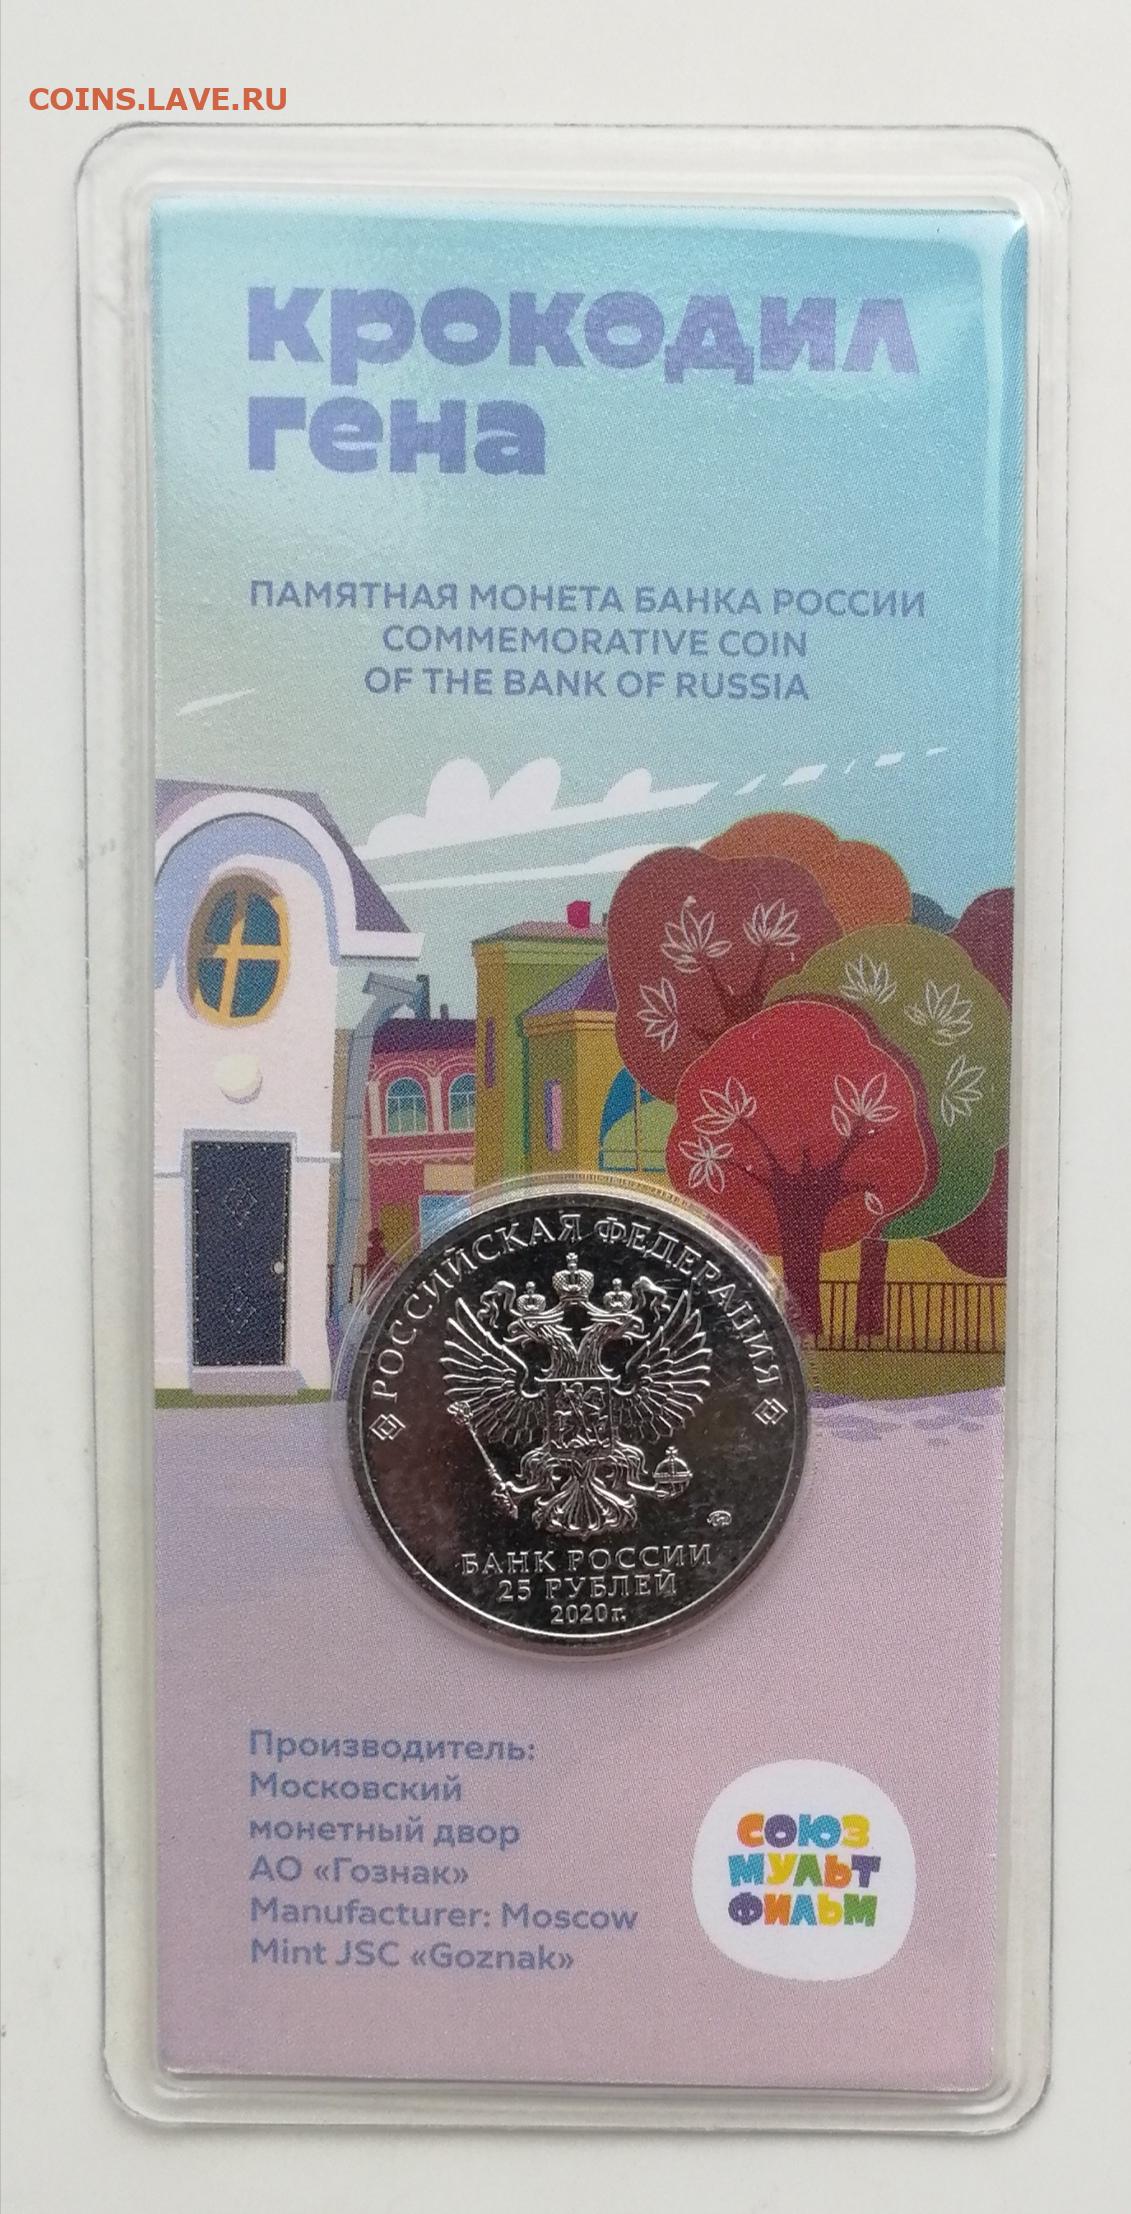 COINS.LAVE.RU
крокодил
гена
ПАМЯТНАЯ МОНЕТА БАНКА РОССИИ
COMMEMORATIVE COIN
OF THE BANK OF RUSSIA
РОССИЙСКАЯ ФЕДЕРАЦИЯ
БАНК РОССИИ
25 РУБЛЕЙ
2020 г.
Производитель:
Московский
монетный двор
АО «Гознак»
Manufacturer: Moscow
Mint JSC «Goznak»
СОЮЗ
МУЛЬТ
ФИЛЬМ